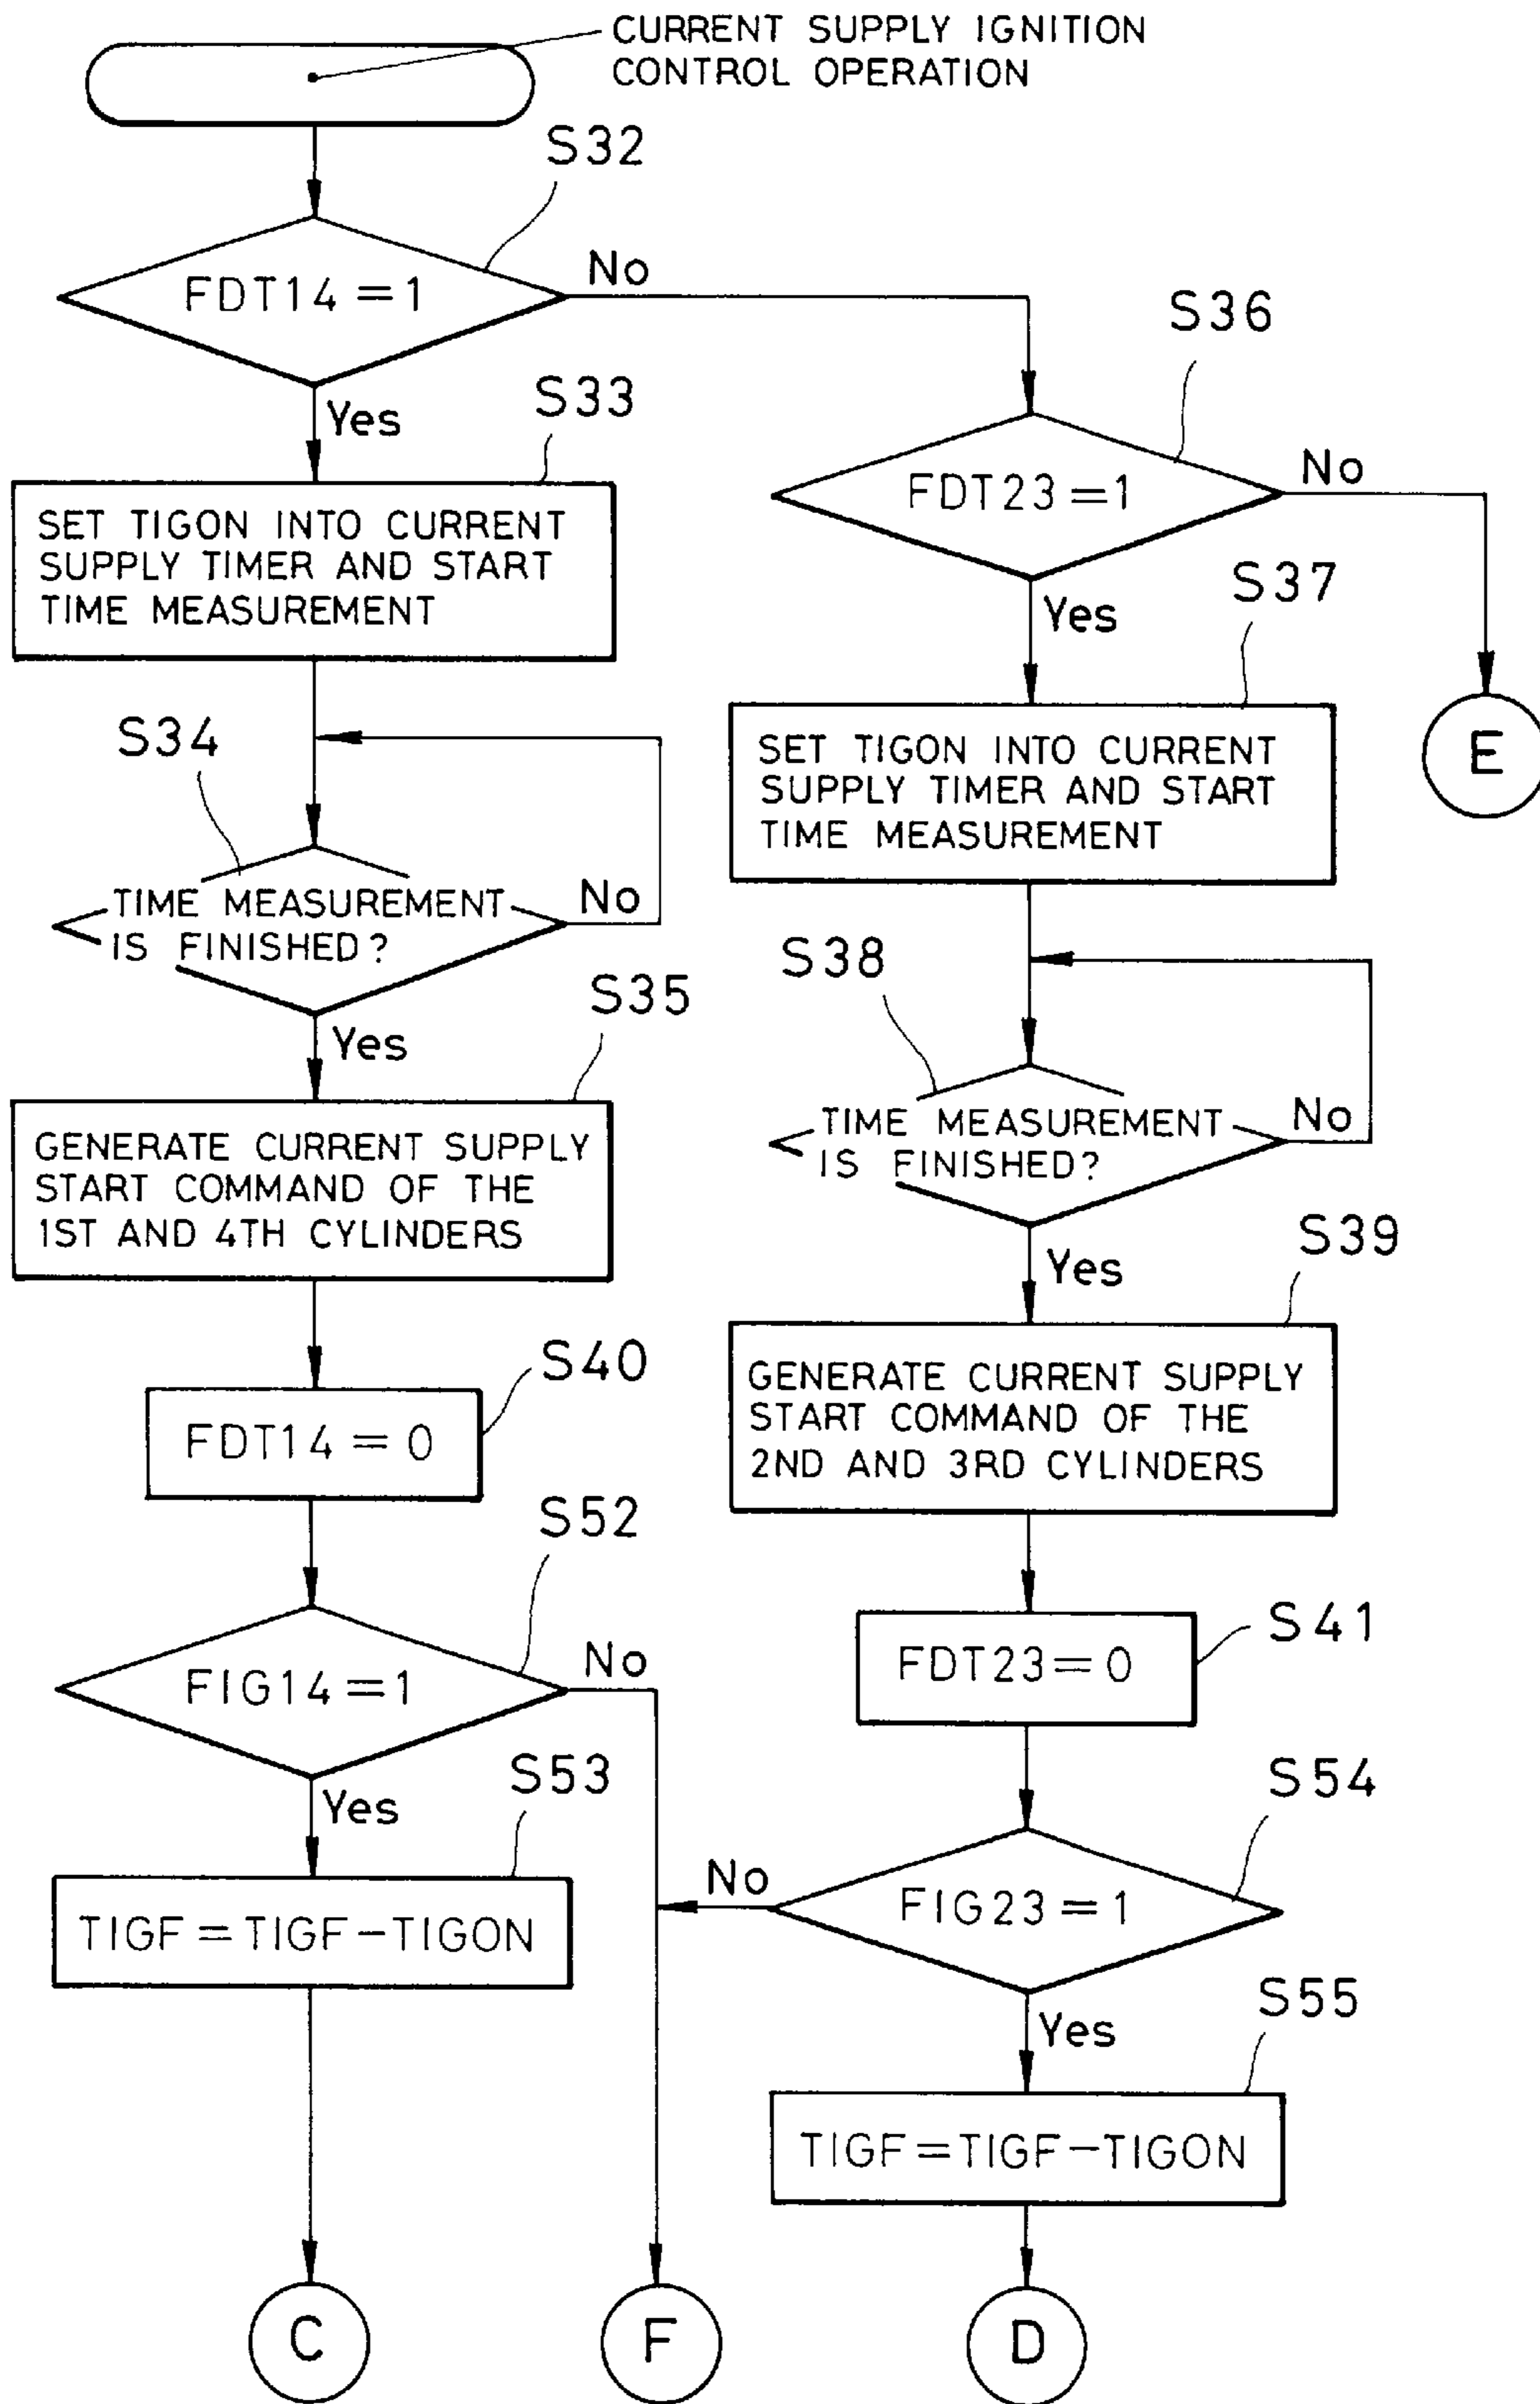 CURRENT SUPPLY IGNITION
CONTROL OPERATION
S32
FDT14=1
No
Yes
S33
SET TIGON INTO CURRENT
SUPPLY TIMER AND START
TIME MEASUREMENT
S34
TIME MEASUREMENT
IS FINISHED?
No
Yes
S35
GENERATE CURRENT SUPPLY
START COMMAND OF THE
1ST AND 4TH CYLINDERS
S40
FDT14=0
S52
FIG14=1
No
Yes
S53
TIGF=TIGF-TIGON
C
F
S36
FDT23=1
No
E
Yes
S37
SET TIGON INTO CURRENT
SUPPLY TIMER AND START
TIME MEASUREMENT
S38
TIME MEASUREMENT
IS FINISHED?
No
Yes
S39
GENERATE CURRENT SUPPLY
START COMMAND OF THE
2ND AND 3RD CYLINDERS
S41
FDT23=0
S54
FIG23=1
No
Yes
S55
TIGF=TIGF-TIGON
D